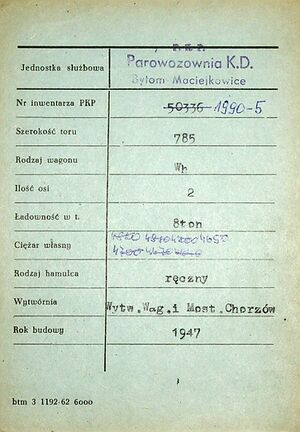 P.K.P.
Jednostka służbowa Parowozownia K.D.
Bytom Maciejkowice
Nr inwentarza PKP 50336 1990-5
Szerokość toru 785
Rodzaj wagonu Wh
Ilość osi 2
Ładowność w t. 8ton
Ciężar własny 4650
Rodzaj hamulca ręczny
Wytwórnia Wytw.Wag.i Most.Chorzów
Rok budowy 1947
btm 3 1192-62 6000